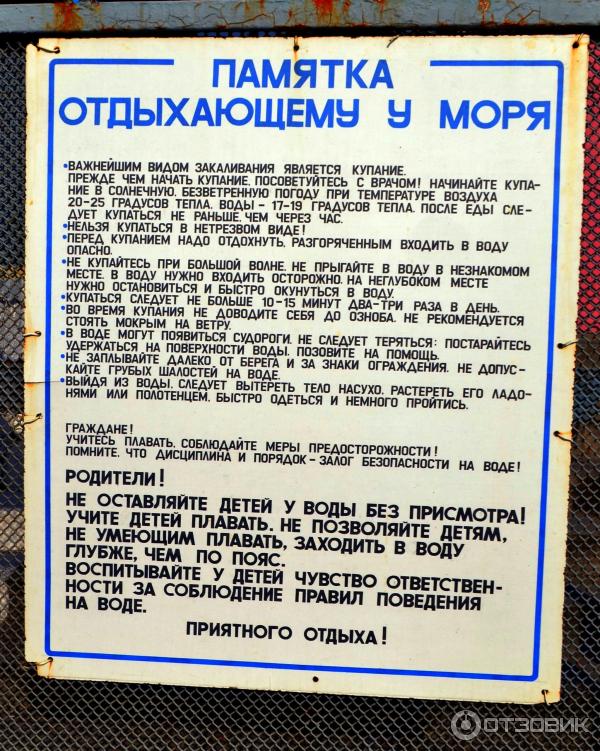 ПАМЯТКА
ОТДЫХАЮЩЕМУ У МОРЯ
•ВАЖНЕЙШИМ ВИДОМ ЗАКАЛИВАНИЯ ЯВЛЯЕТСЯ КУПАНИЕ.
ПРЕЖДЕ ЧЕМ НАЧАТЬ КУПАНИЕ, ПОСОВЕТУЙТЕСЬ С ВРАЧОМ! НАЧИНАЙТЕ КУПА-
НИЕ В СОЛНЕЧНУЮ, БЕЗВЕТРЕННУЮ ПОГОДУ ПРИ ТЕМПЕРАТУРЕ ВОЗДУХА
20-25 ГРАДУСОВ ТЕПЛА, ВОДЫ - 17-19 ГРАДУСОВ ТЕПЛА. ПОСЛЕ ЕДЫ СЛЕ-
ДУЕТ КУПАТЬСЯ НЕ РАНЬШЕ, ЧЕМ ЧЕРЕЗ ЧАС.
•НЕЛЬЗЯ КУПАТЬСЯ В НЕТРЕЗВОМ ВИДЕ!
•ПЕРЕД КУПАНИЕМ НАДО ОТДОХНУТЬ, РАЗГОРЯЧЕННЫМ ВХОДИТЬ В ВОДУ
ОПАСНО.
•НЕ КУПАЙТЕСЬ ПРИ БОЛЬШОЙ ВОЛНЕ, НЕ ПРЫГАЙТЕ В ВОДУ В НЕЗНАКОМОМ
МЕСТЕ. В ВОДУ НУЖНО ВХОДИТЬ ОСТОРОЖНО, НА НЕГЛУБОКОМ МЕСТЕ
НУЖНО ОСТАНОВИТЬСЯ И БЫСТРО ОКУНУТЬСЯ В ВОДУ.
•КУПАТЬСЯ СЛЕДУЕТ НЕ БОЛЬШЕ 10-15 МИНУТ ДВА-ТРИ РАЗА В ДЕНЬ.
•ВО ВРЕМЯ КУПАНИЯ НЕ ДОВОДИТЕ СЕБЯ ДО ОЗНОБА, НЕ РЕКОМЕНДУЕТСЯ
СТОЯТЬ МОКРЫМ НА ВЕТРУ.
•В ВОДЕ МОГУТ ПОЯВИТЬСЯ СУДОРОГИ, НЕ СЛЕДУЕТ ТЕРЯТЬСЯ: ПОСТАРАЙТЕСЬ
УДЕРЖАТЬСЯ НА ПОВЕРХНОСТИ ВОДЫ, ПОЗОВИТЕ НА ПОМОЩЬ.
•НЕ ЗАПЛЫВАЙТЕ ДАЛЕКО ОТ БЕРЕГА И ЗА ЗНАКИ ОГРАЖДЕНИЯ, НЕ ДОПУС-
КАЙТЕ ГРУБЫХ ШАЛОСТЕЙ НА ВОДЕ.
•ВЫЙДЯ ИЗ ВОДЫ, СЛЕДУЕТ ВЫТЕРЕТЬ ТЕЛО НАСУХО, РАСТЕРЕТЬ ЕГО ЛАДО-
НЯМИ ИЛИ ПОЛОТЕНЦЕМ, БЫСТРО ОДЕТЬСЯ И НЕМНОГО ПРОЙТИСЬ.
ГРАЖДАНЕ!
УЧИТЕСЬ ПЛАВАТЬ, СОБЛЮДАЙТЕ МЕРЫ ПРЕДОСТОРОЖНОСТИ!
ПОМНИТЕ, ЧТО ДИСЦИПЛИНА И ПОРЯДОК - ЗАЛОГ БЕЗОПАСНОСТИ НА ВОДЕ!
РОДИТЕЛИ!
НЕ ОСТАВЛЯЙТЕ ДЕТЕЙ У ВОДЫ БЕЗ ПРИСМОТРА!
УЧИТЕ ДЕТЕЙ ПЛАВАТЬ. НЕ ПОЗВОЛЯЙТЕ ДЕТЯМ,
НЕ УМЕЮЩИМ ПЛАВАТЬ, ЗАХОДИТЬ В ВОДУ
ГЛУБЖЕ, ЧЕМ ПО ПОЯС.
ВОСПИТЫВАЙТЕ У ДЕТЕЙ ЧУВСТВО ОТВЕТСТВЕН-
НОСТИ ЗА СОБЛЮДЕНИЕ ПРАВИЛ ПОВЕДЕНИЯ
НА ВОДЕ.
ПРИЯТНОГО ОТДЫХА!
ОТЗОВИК